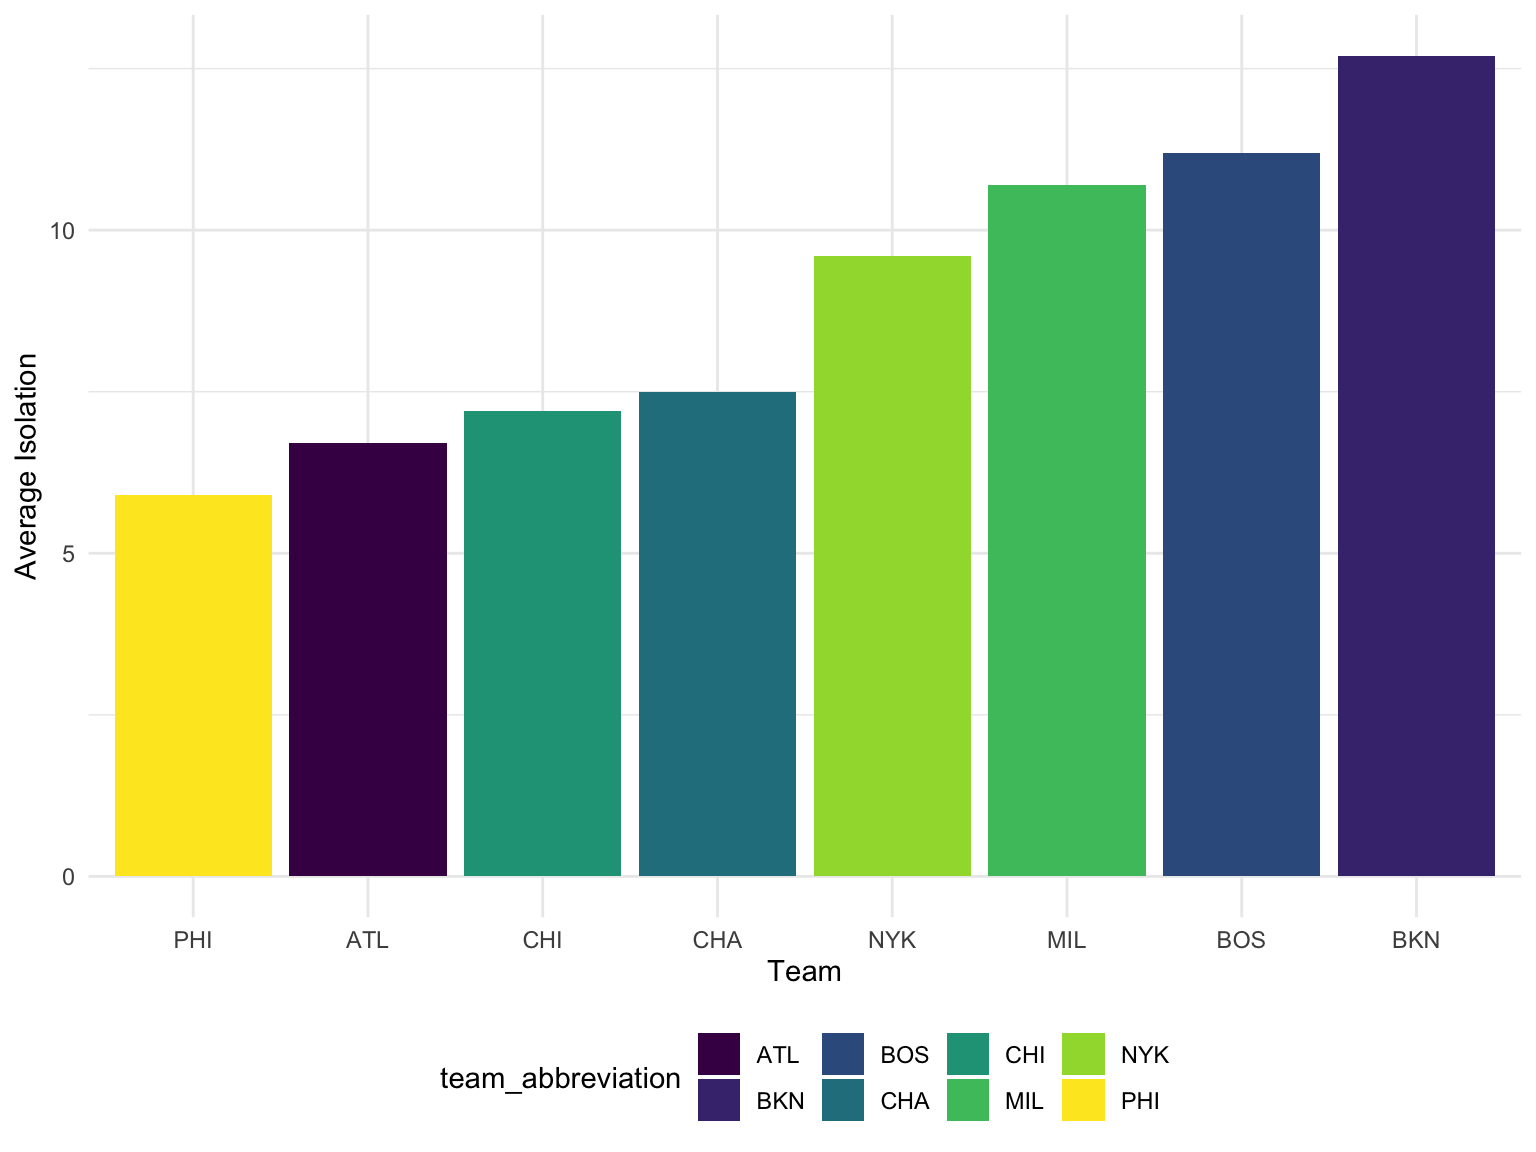 Average Isolation
10
5
0
PHI ATL CHI CHA NYK MIL BOS BKN
Team
team_abbreviation
ATL BOS CHI NYK
BKN CHA MIL PHI